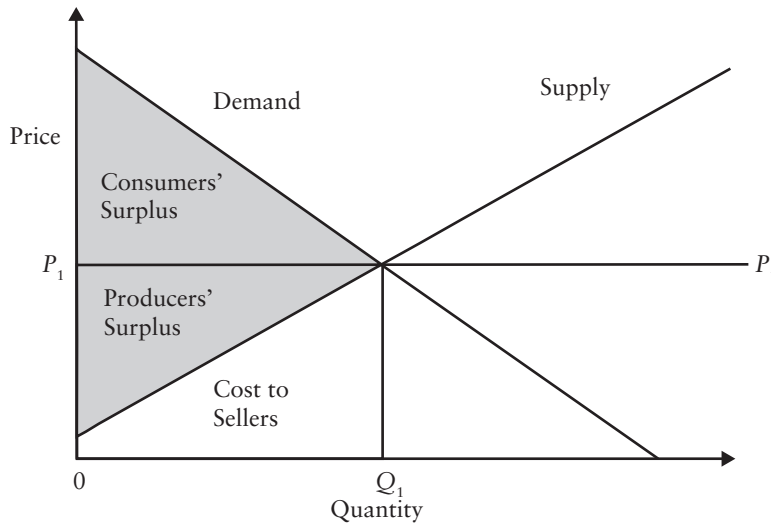 Demand
Supply
Price
Consumers’
Surplus
P₁
P
Producers’
Surplus
Cost to
Sellers
0
Q₁
Quantity